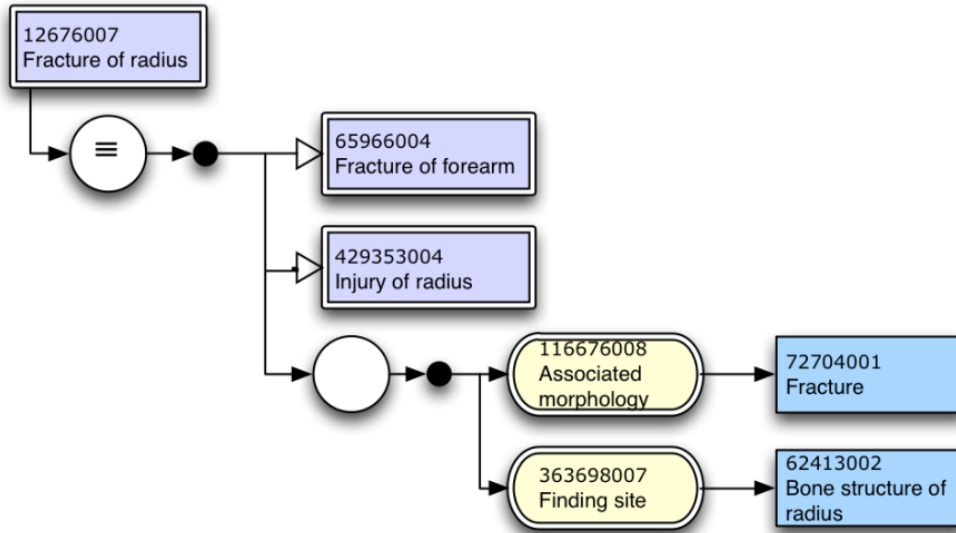 12676007
Fracture of radius
≡
65966004
Fracture of forearm
429353004
Injury of radius
116676008
Associated
morphology
72704001
Fracture
363698007
Finding site
62413002
Bone structure of
radius